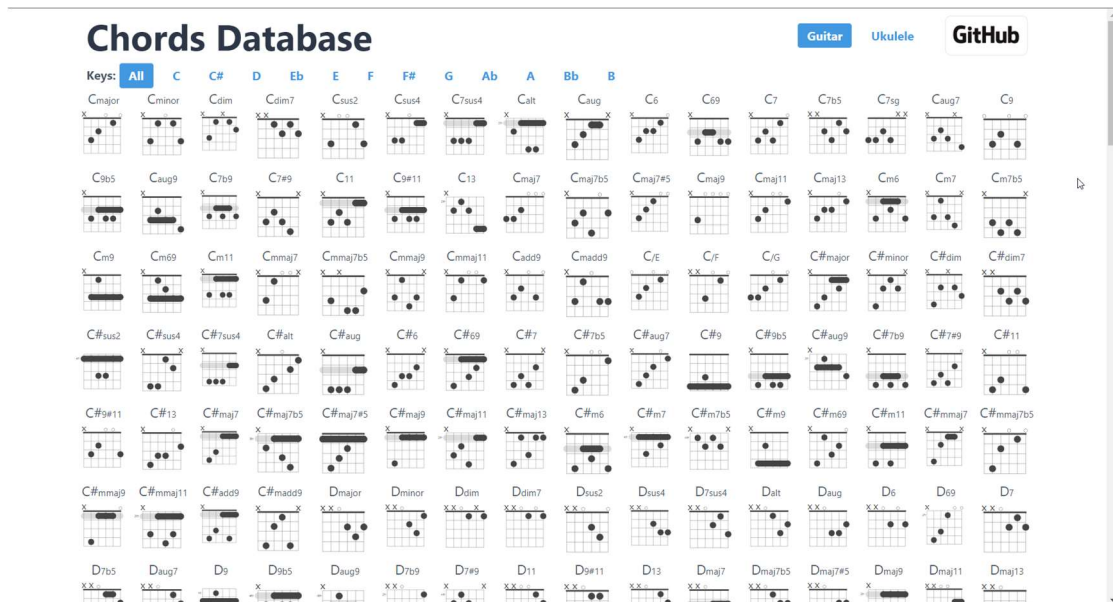 Chords Database
Guitar Ukulele GitHub
Keys: All C C# D Eb E F F# G Ab A Bb B
Cmajor Cminor Cdim Cdim7 Csus2 Csus4 C7sus4 Calt Caug C6 C69 C7 C7b5 C7sg Caug7 C9
C9b5 Caug9 C7b9 C7#9 C11 C9#11 C13 Cmaj7 Cmaj7b5 Cmaj7#5 Cmaj9 Cmaj11 Cmaj13 Cm6 Cm7 Cm7b5
Cm9 Cm69 Cm11 Cmmaj7 Cmmaj7b5 Cmmaj9 Cmmaj11 Cadd9 Cmadd9 C/E C/F C/G C#major C#minor C#dim C#dim7
C#sus2 C#sus4 C#7sus4 C#alt C#aug C#6 C#69 C#7 C#7b5 C#aug7 C#9 C#9b5 C#aug9 C#7b9 C#7#9 C#11
C#9#11 C#13 C#maj7 C#maj7b5 C#maj7#5 C#maj9 C#maj11 C#maj13 C#m6 C#m7 C#m7b5 C#m9 C#m69 C#m11 C#mmaj7 C#mmaj7b5
C#mmaj9 C#mmaj11 C#add9 C#madd9 Dmajor Dminor Ddim Ddim7 Dsus2 Dsus4 D7sus4 Dalt Daug D6 D69 D7
D7b5 Daug7 D9 D9b5 Daug9 D7b9 D7#9 D11 D9#11 D13 Dmaj7 Dmaj7b5 Dmaj7#5 Dmaj9 Dmaj11 Dmaj13